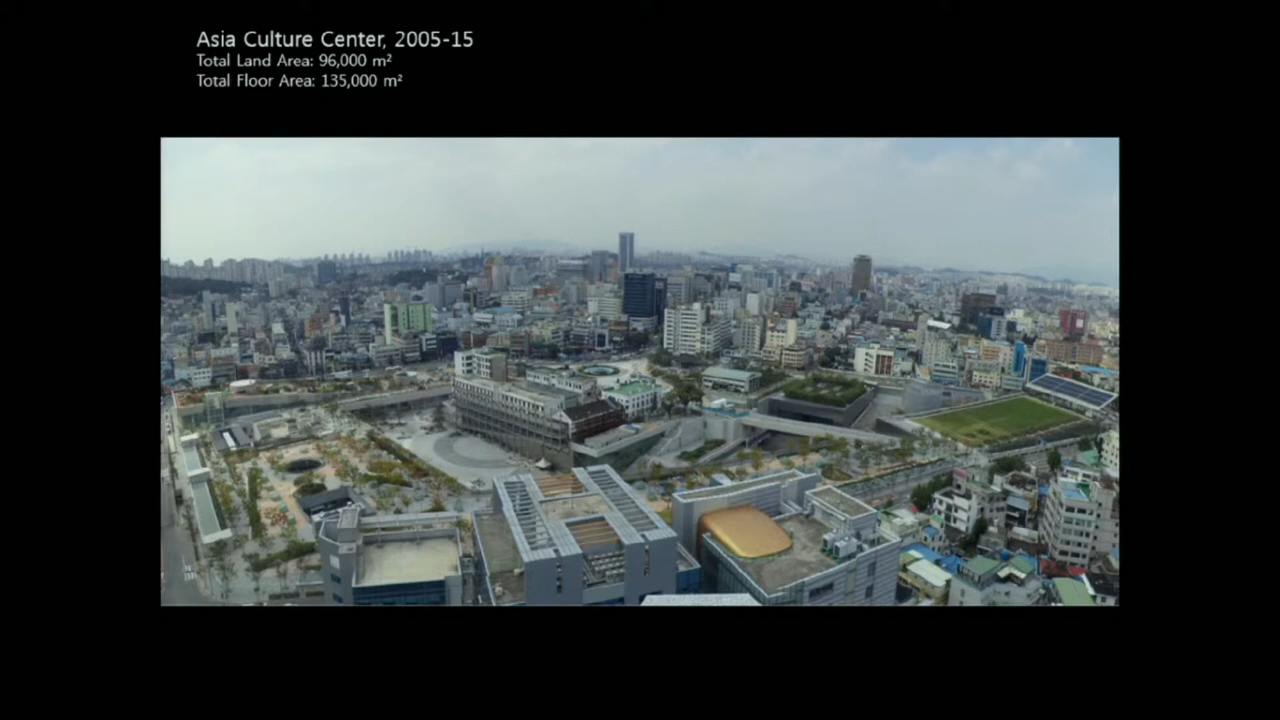 Asia Culture Center, 2005-15
Total Land Area: 96,000 m²
Total Floor Area: 135,000 m²